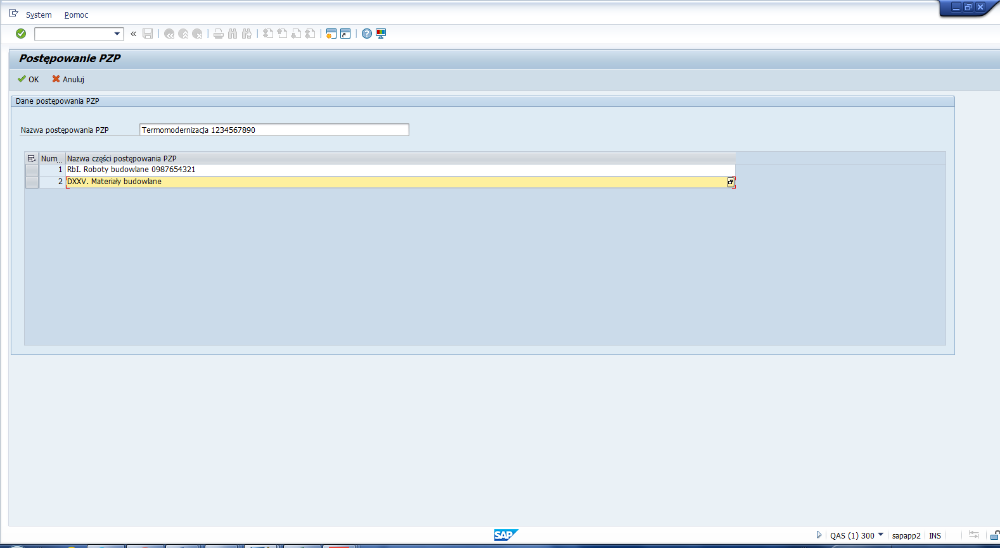 System Pomoc
Postępowanie PZP
OK Anuluj
Dane postępowania PZP
Nazwa postępowania PZP Termomodernizacja 1234567890
Num... Nazwa części postępowania PZP
1 RbI. Roboty budowlane 0987654321
2 DXXV. Materiały budowlane
SAP QAS (1) 300 sapapp2 INS